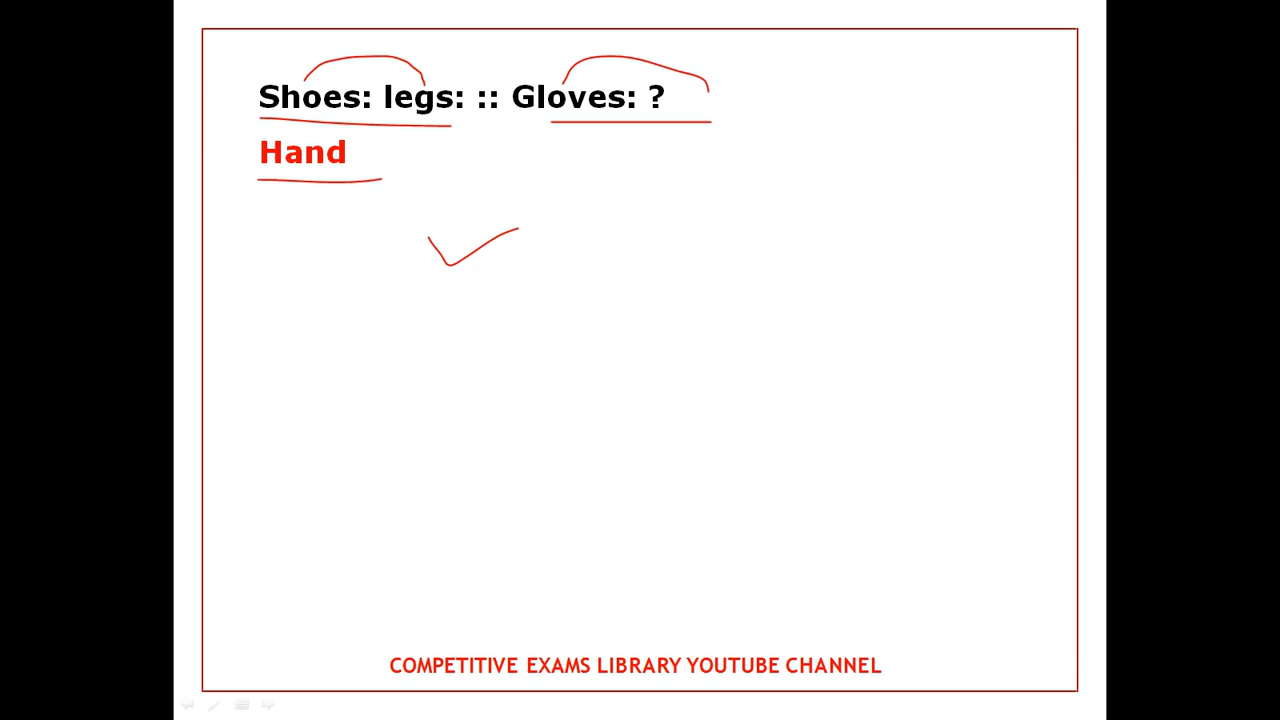 Shoes: legs: :: Gloves: ?
Hand
COMPETITIVE EXAMS LIBRARY YOUTUBE CHANNEL